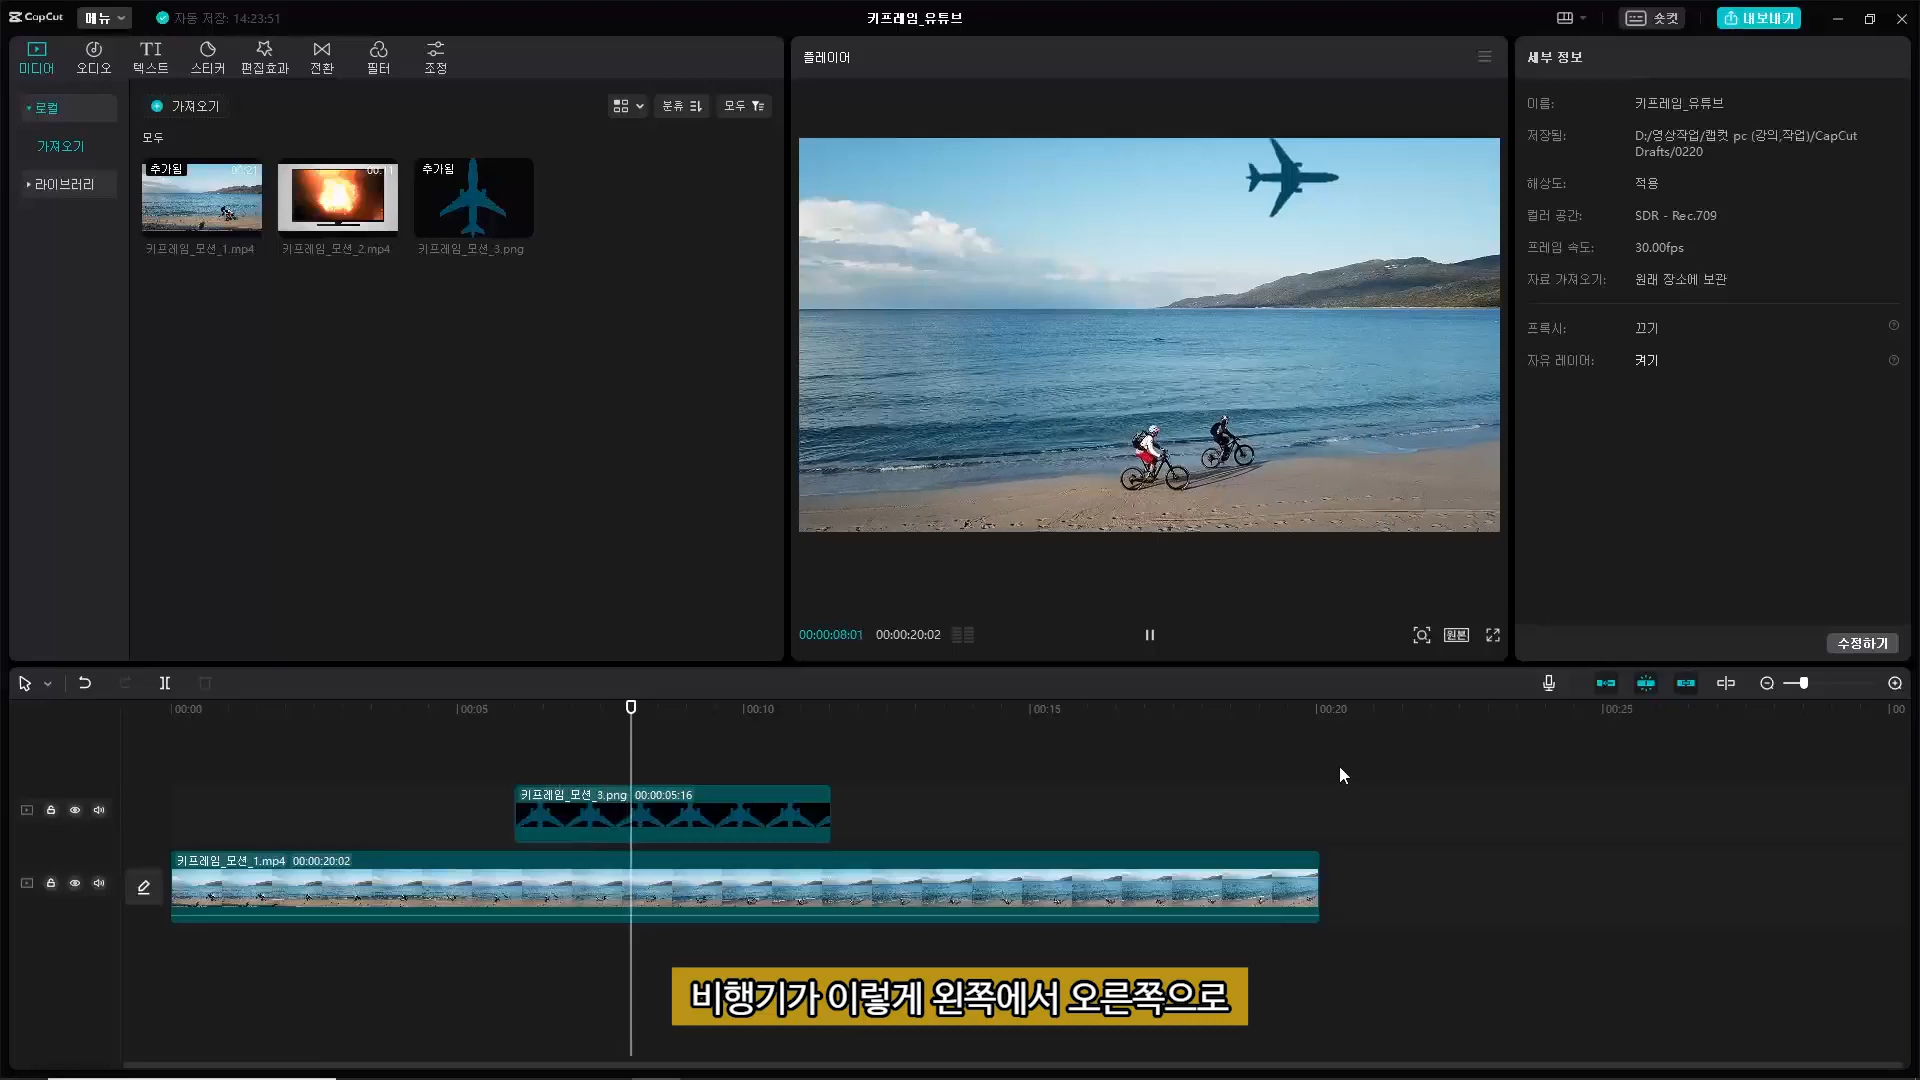 CapCut
메뉴
자동 저장: 14:23:51
키프레임_유튜브
숏컷
내보내기
미디어
오디오
텍스트
스티커
편집효과
전환
필터
조정
로컬
가져오기
라이브러리
가져오기
분류
모두
모두
추가됨
00:21
00:11
추가됨
키프레임_모션_1.mp4
키프레임_모션_2.mp4
키프레임_모션_3.png
플레이어
00:00:08:01
00:00:20:02
원본
세부 정보
이름: 키프레임_유튜브
저장됨: D:/영상작업/캡컷 pc (강의,작업)/CapCut
Drafts/0220
해상도: 적용
컬러 공간: SDR - Rec.709
프레임 속도: 30.00fps
자료 가져오기: 원래 장소에 보관
프록시: 끄기
자유 레이어: 켜기
수정하기
00:00
00:05
00:10
00:15
00:20
00:25
00
키프레임_모션_3.png 00:00:05:16
키프레임_모션_1.mp4 00:00:20:02
비행기가 이렇게 왼쪽에서 오른쪽으로